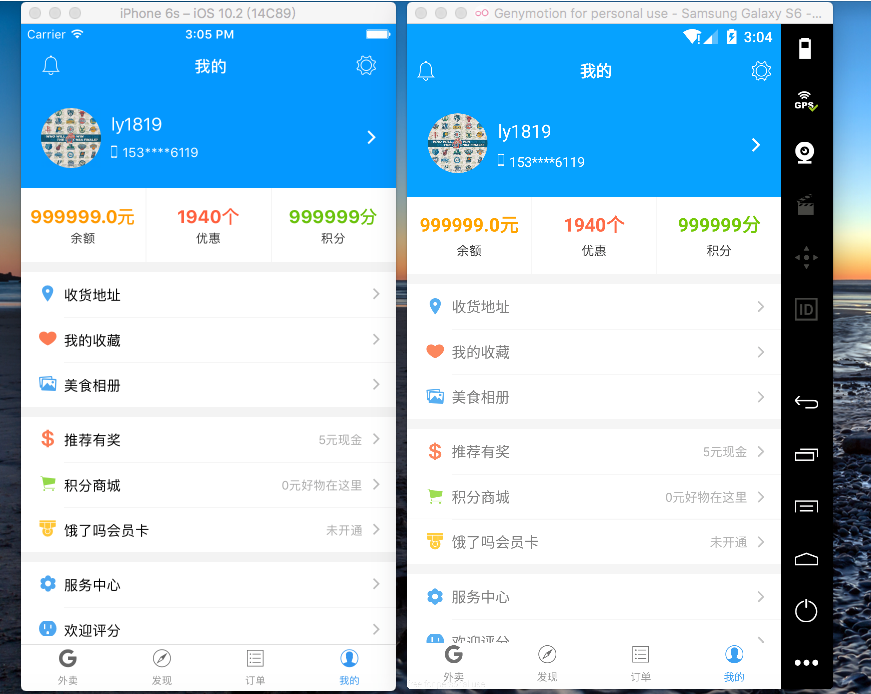 iPhone 6s – iOS 10.2 (14C89)
Carrier 3:05 PM
我的
ly1819
153****6119
999999.0元 1940个 999999分
余额 优惠 积分
收货地址
我的收藏
美食相册
推荐有奖 5元现金
积分商城 0元好物在这里
饿了吗会员卡 未开通
服务中心
欢迎评分
外卖 发现 订单 我的
Genymotion for personal use - Samsung Galaxy S6 -...
3:04
我的
ly1819
153****6119
999999.0元 1940个 999999分
余额 优惠 积分
收货地址
我的收藏
美食相册
推荐有奖 5元现金
积分商城 0元好物在这里
饿了吗会员卡 未开通
服务中心
欢迎评分
外卖 发现 订单 我的
GPS
ID